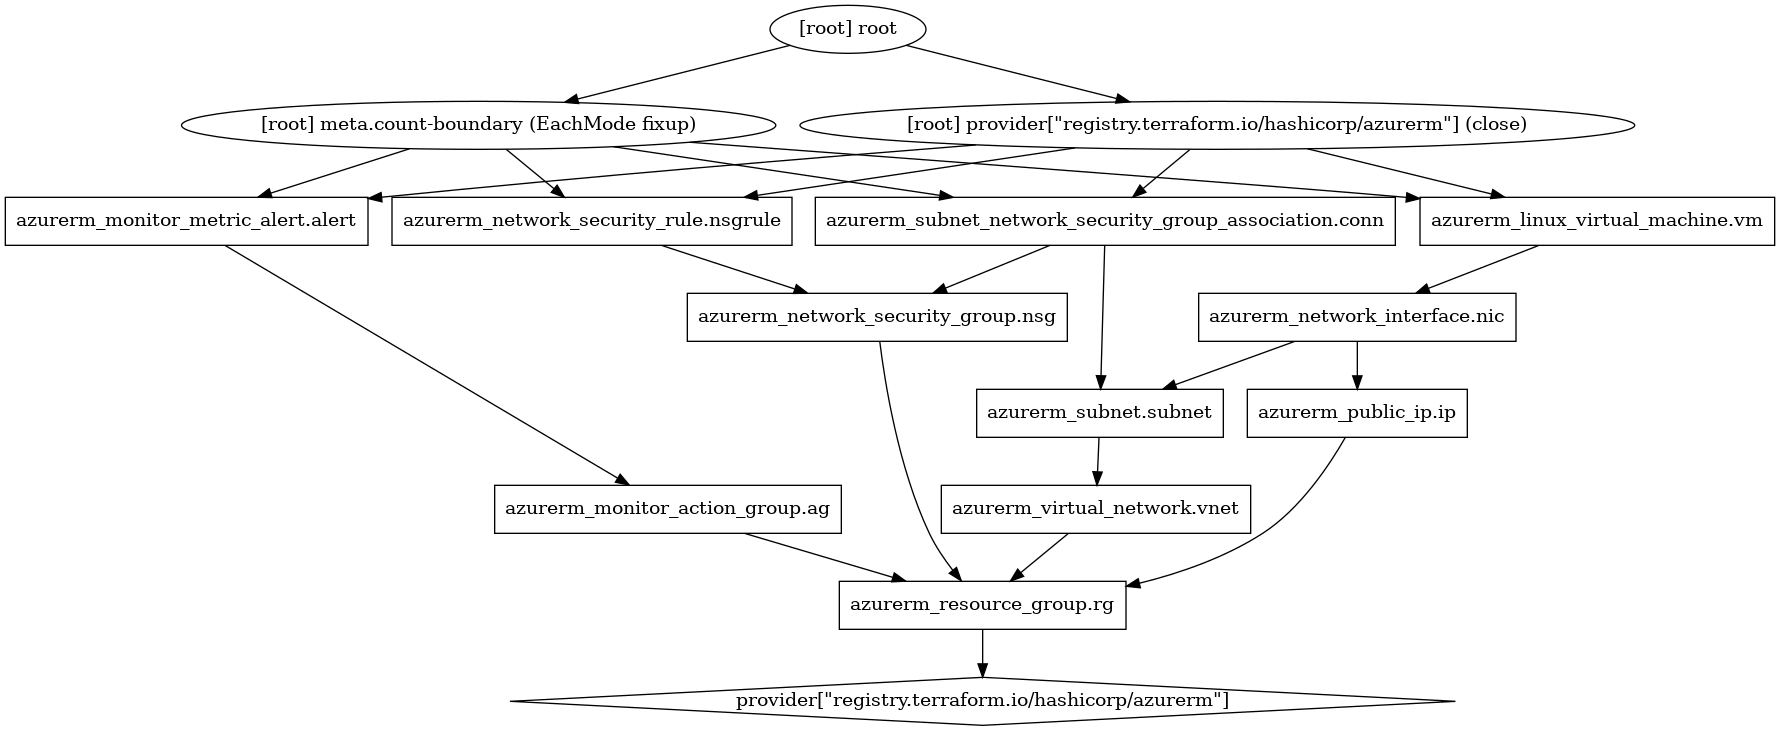 [root] root
[root] meta.count-boundary (EachMode fixup)
[root] provider[\"registry.terraform.io/hashicorp/azurerm\"] (close)
azurerm_monitor_metric_alert.alert
azurerm_network_security_rule.nsgrule
azurerm_subnet_network_security_group_association.conn
azurerm_linux_virtual_machine.vm
azurerm_network_security_group.nsg
azurerm_network_interface.nic
azurerm_subnet.subnet
azurerm_public_ip.ip
azurerm_monitor_action_group.ag
azurerm_virtual_network.vnet
azurerm_resource_group.rg
provider[\"registry.terraform.io/hashicorp/azurerm\"]